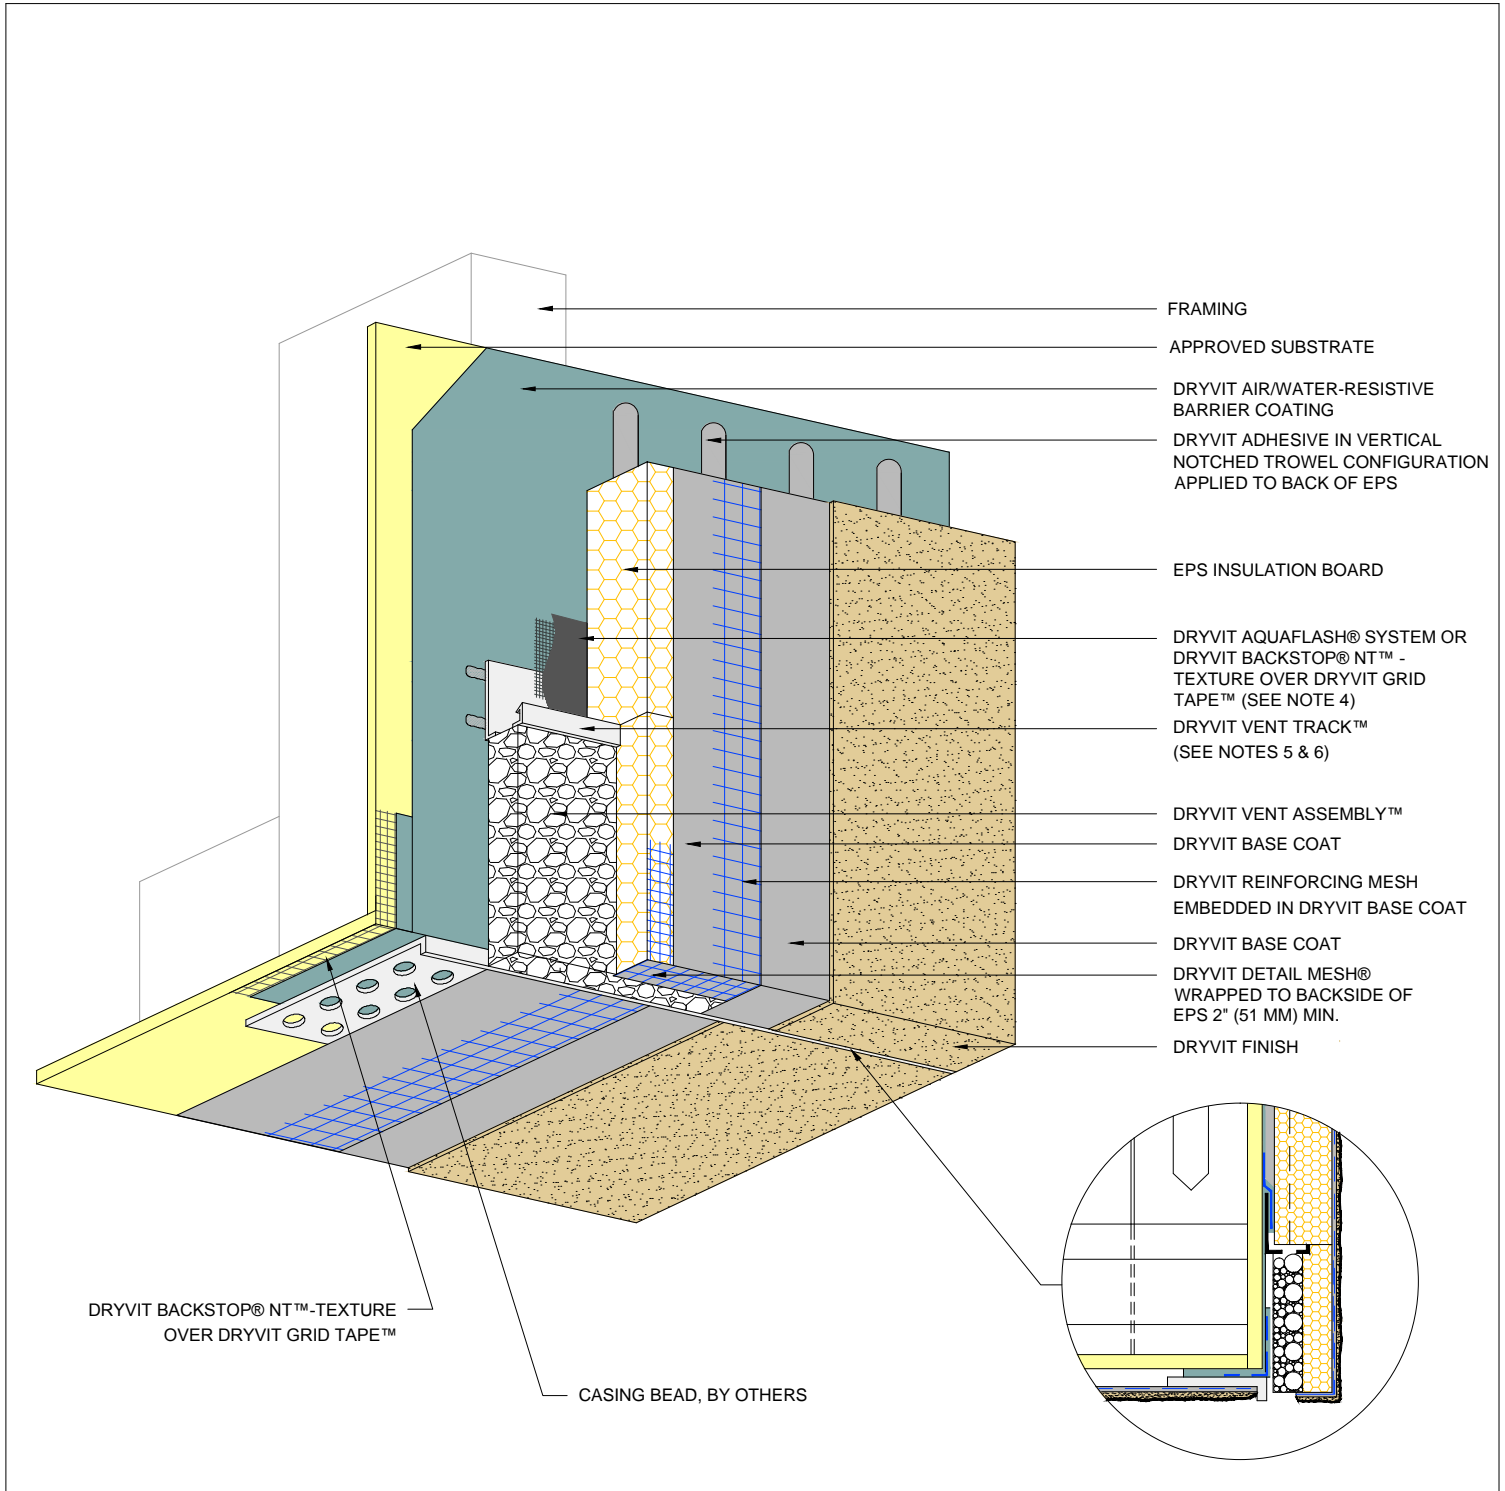 FRAMING
APPROVED SUBSTRATE
DRYVIT AIR/WATER-RESISTIVE
BARRIER COATING
DRYVIT ADHESIVE IN VERTICAL
NOTCHED TROWEL CONFIGURATION
APPLIED TO BACK OF EPS
EPS INSULATION BOARD
DRYVIT AQUAFLASH® SYSTEM OR
DRYVIT BACKSTOP® NT™ -
TEXTURE OVER DRYVIT GRID
TAPE™ (SEE NOTE 4)
DRYVIT VENT TRACK™
(SEE NOTES 5 & 6)
DRYVIT VENT ASSEMBLY™
DRYVIT BASE COAT
DRYVIT REINFORCING MESH
EMBEDDED IN DRYVIT BASE COAT
DRYVIT BASE COAT
DRYVIT DETAIL MESH®
WRAPPED TO BACKSIDE OF
EPS 2" (51 MM) MIN.
DRYVIT FINISH
DRYVIT BACKSTOP® NT™-TEXTURE
OVER DRYVIT GRID TAPE™
CASING BEAD, BY OTHERS